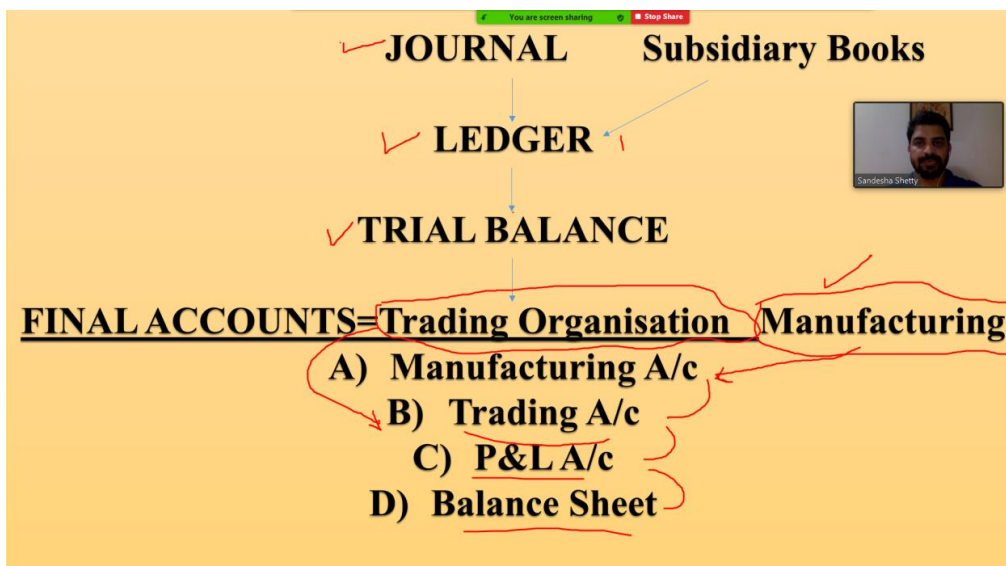 You are screen sharing Stop Share
JOURNAL Subsidiary Books
LEDGER
Sandesha Shetty
TRIAL BALANCE
FINAL ACCOUNTS=Trading Organisation Manufacturing
A) Manufacturing A/c
B) Trading A/c
C) P&L A/c
D) Balance Sheet